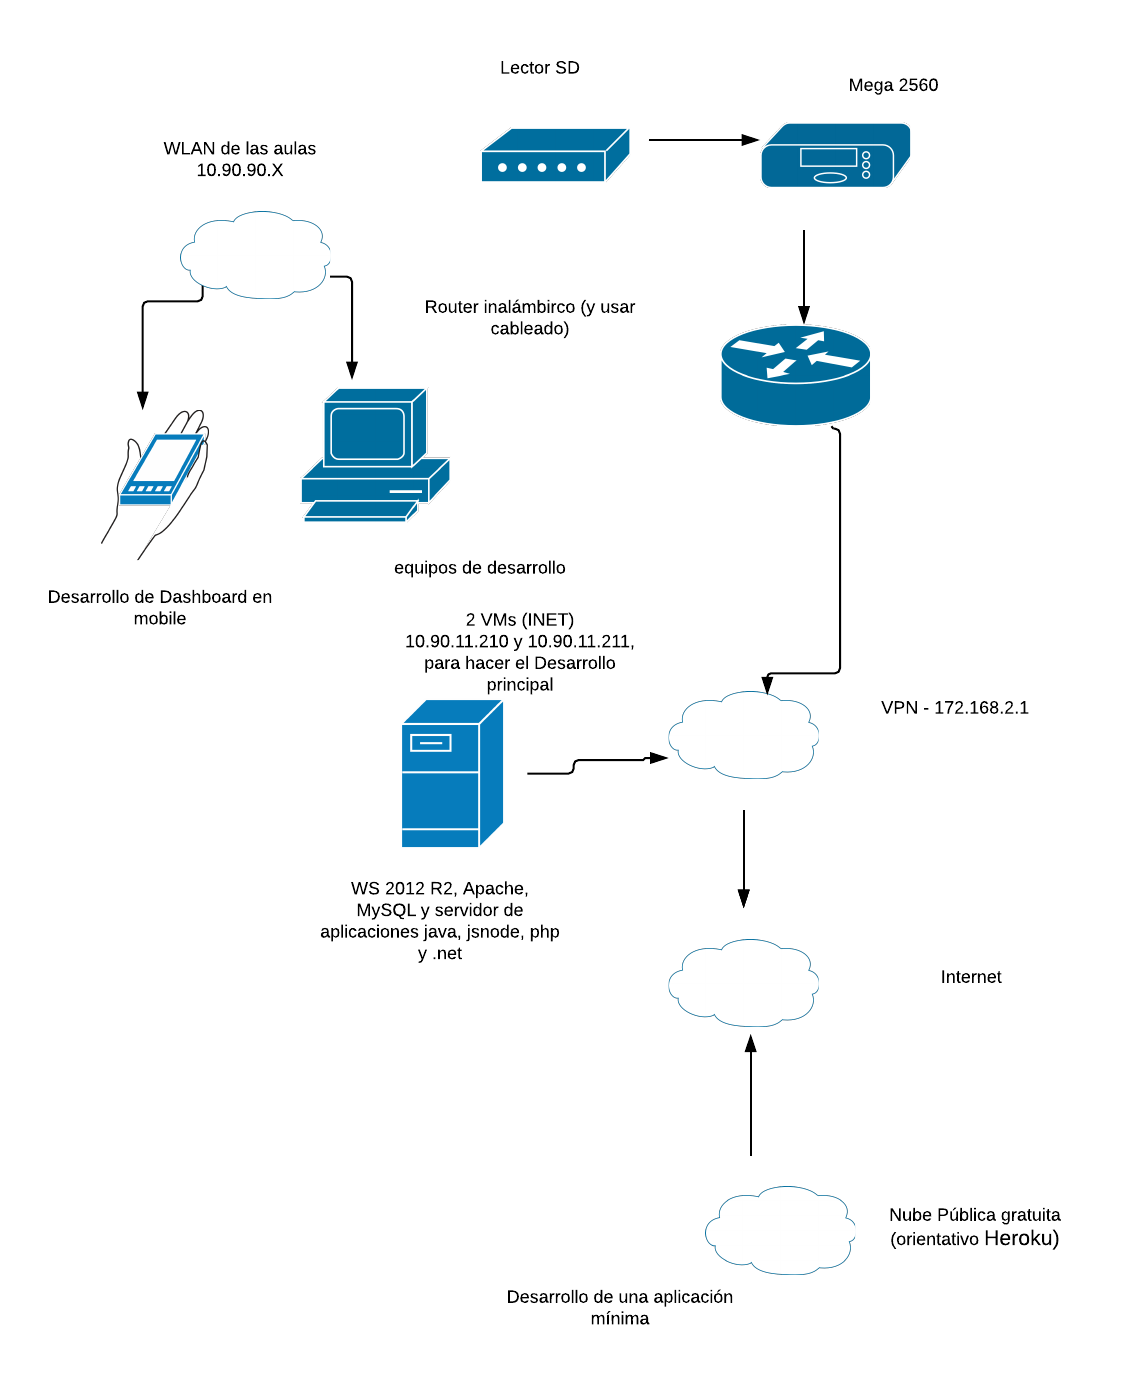 Lector SD
Mega 2560
WLAN de las aulas
10.90.90.X
Router inalámbirco (y usar
cableado)
equipos de desarrollo
Desarrollo de Dashboard en
mobile
2 VMs (INET)
10.90.11.210 y 10.90.11.211,
para hacer el Desarrollo
principal
VPN - 172.168.2.1
WS 2012 R2, Apache,
MySQL y servidor de
aplicaciones java, jsnode, php
y .net
Internet
Nube Pública gratuita
(orientativo Heroku)
Desarrollo de una aplicación
mínima